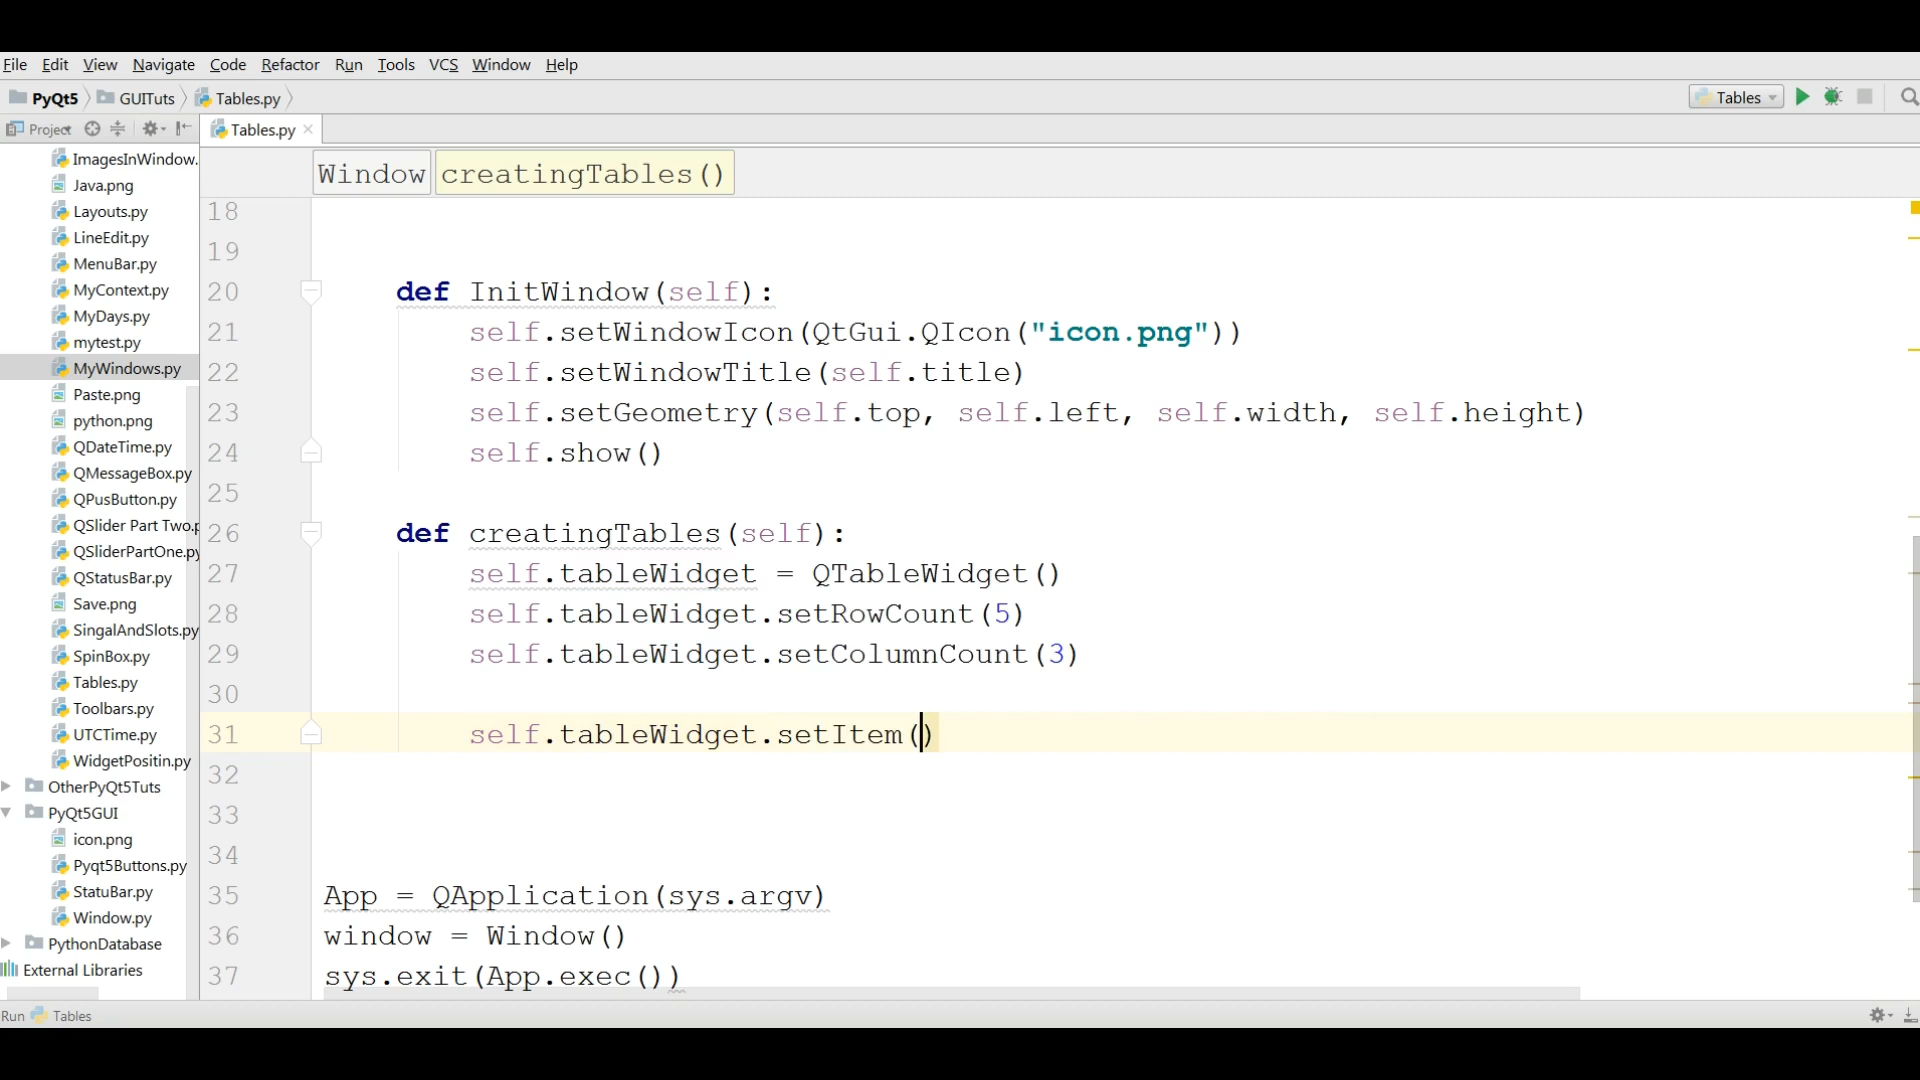 File Edit View Navigate Code Refactor Run Tools VCS Window Help
PyQt5 GUITuts Tables.py Tables
Project Tables.py
Window creatingTables()
ImagesInWindow.
Java.png
Layouts.py
LineEdit.py
MenuBar.py
MyContext.py
MyDays.py
mytest.py
MyWindows.py
Paste.png
python.png
QDateTime.py
QMessageBox.py
QPusButton.py
QSlider Part Two.p
QSliderPartOne.py
QStatusBar.py
Save.png
SingalAndSlots.py
SpinBox.py
Tables.py
Toolbars.py
UTCTime.py
WidgetPositin.py
OtherPyQt5Tuts
PyQt5GUI
icon.png
Pyqt5Buttons.py
StatuBar.py
Window.py
PythonDatabase
External Libraries
18
19
20 def InitWindow(self):
21 self.setWindowIcon(QtGui.QIcon("icon.png"))
22 self.setWindowTitle(self.title)
23 self.setGeometry(self.top, self.left, self.width, self.height)
24 self.show()
25
26 def creatingTables(self):
27 self.tableWidget = QTableWidget()
28 self.tableWidget.setRowCount(5)
29 self.tableWidget.setColumnCount(3)
30
31 self.tableWidget.setItem()
32
33
34
35 App = QApplication(sys.argv)
36 window = Window()
37 sys.exit(App.exec())
Run Tables